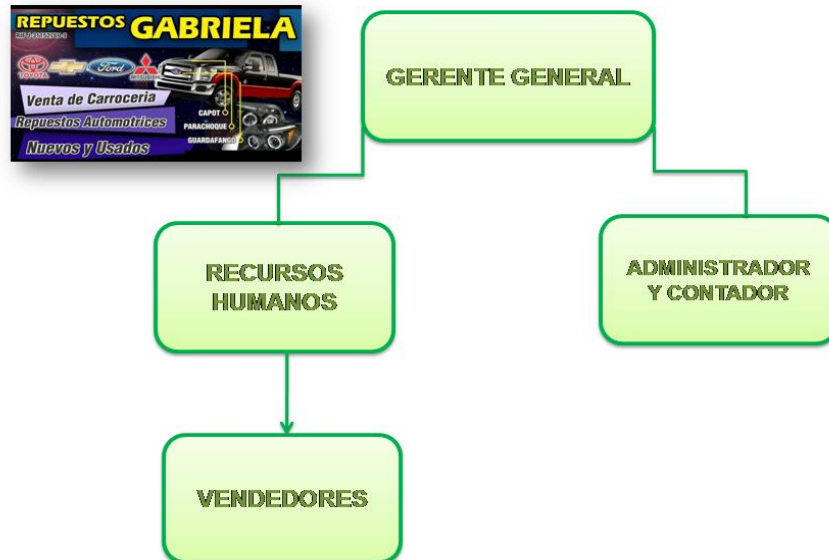 REPUESTOS GABRIELA
TOYOTA
Ford
MITSUBISHI
Venta de Carroceria
Repuestos Automotrices
Nuevos y Usados
CAPOT
PARACHOQUE
GUARDAFANGO
GERENTE GENERAL
RECURSOS
HUMANOS
ADMINISTRADOR
Y CONTADOR
VENDEDORES